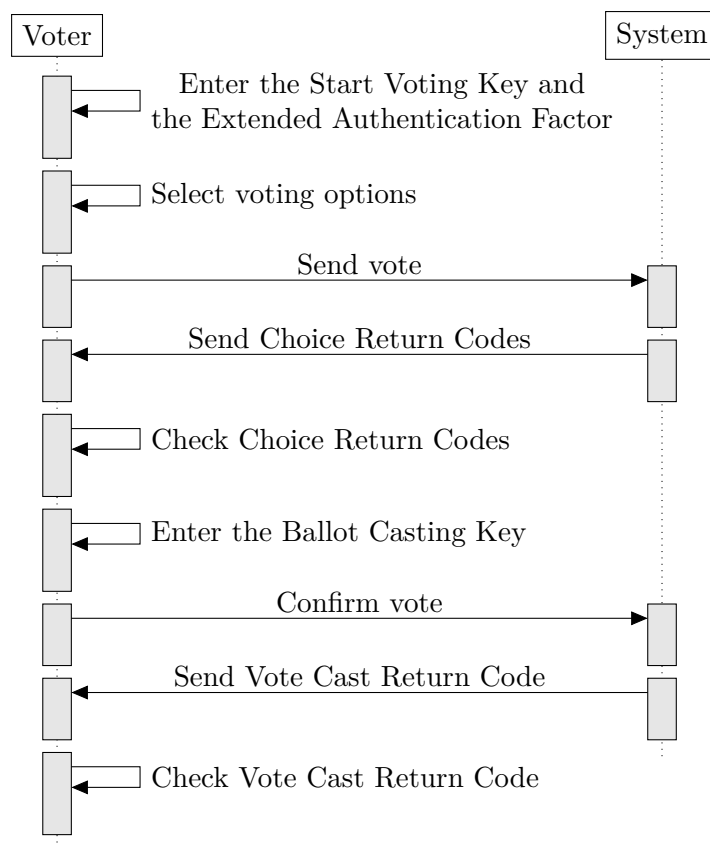 Voter
System
Enter the Start Voting Key and
the Extended Authentication Factor
Select voting options
Send vote
Send Choice Return Codes
Check Choice Return Codes
Enter the Ballot Casting Key
Confirm vote
Send Vote Cast Return Code
Check Vote Cast Return Code